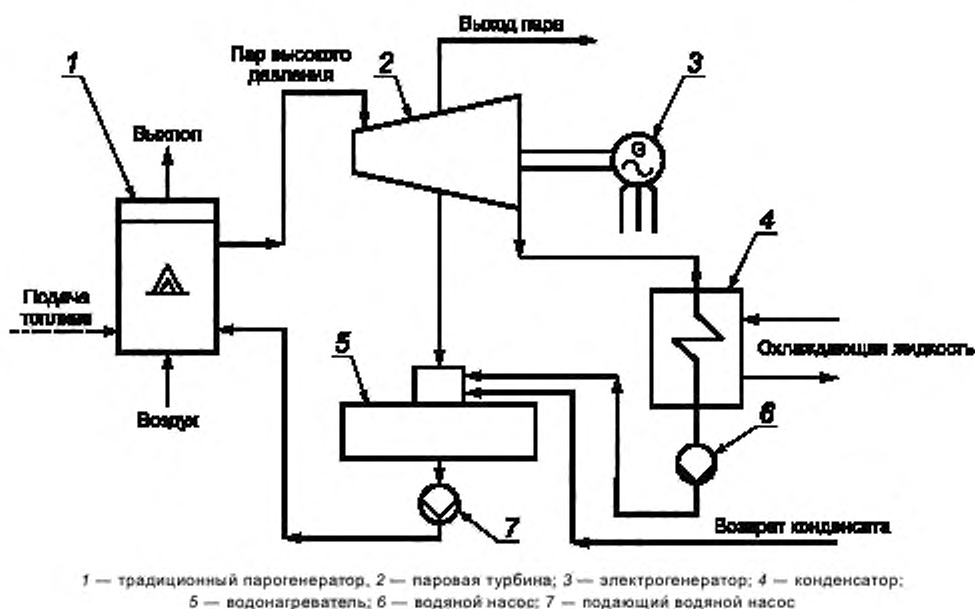 Выход пара
Пар высокого
давления
1
2
3
Выхлоп
G
4
Подача
топлива
5
Охлаждающая жидкость
Воздух
6
7
Возврат конденсата
1 — традиционный парогенератор, 2 — паровая турбина; 3 — электрогенератор; 4 — конденсатор;
5 — водонагреватель; 6 — водяной насос; 7 — подающий водяной насос